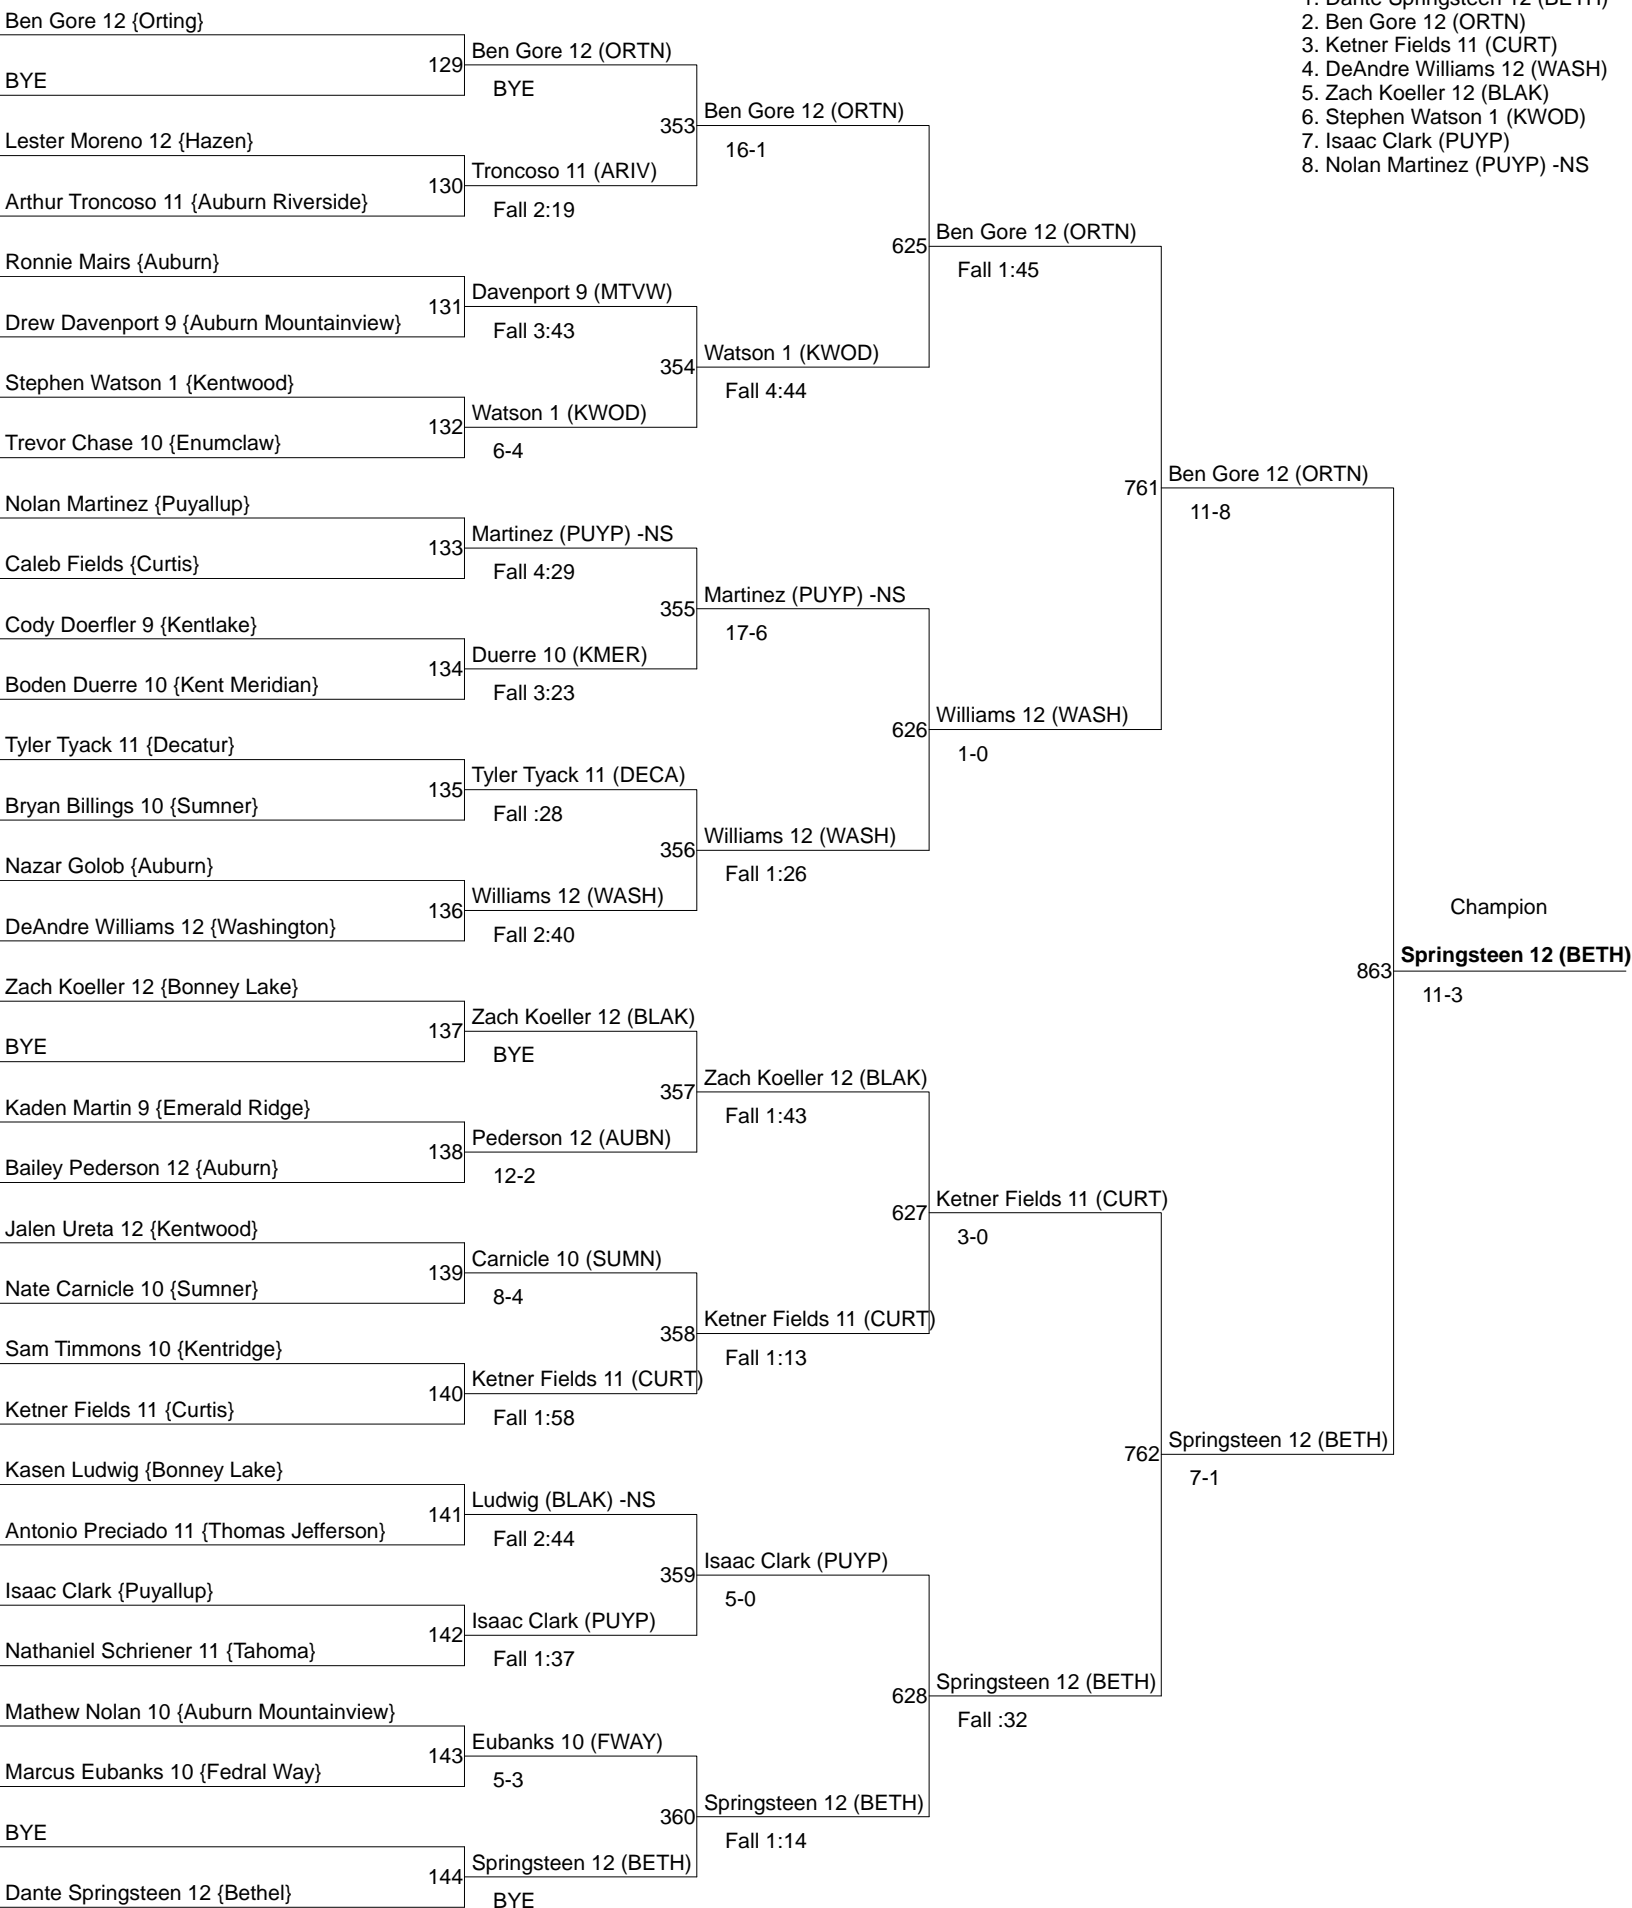 Ben Gore 12 {Orting}
BYE
Lester Moreno 12 {Hazen}
Arthur Troncoso 11 {Auburn Riverside}
Ronnie Mairs {Auburn}
Drew Davenport 9 {Auburn Mountainview}
Stephen Watson 1 {Kentwood}
Trevor Chase 10 {Enumclaw}
Nolan Martinez {Puyallup}
Caleb Fields {Curtis}
Cody Doerfler 9 {Kentlake}
Boden Duerre 10 {Kent Meridian}
Tyler Tyack 11 {Decatur}
Bryan Billings 10 {Sumner}
Nazar Golob {Auburn}
DeAndre Williams 12 {Washington}
Zach Koeller 12 {Bonney Lake}
BYE
Kaden Martin 9 {Emerald Ridge}
Bailey Pederson 12 {Auburn}
Jalen Ureta 12 {Kentwood}
Nate Carnicle 10 {Sumner}
Sam Timmons 10 {Kentridge}
Ketner Fields 11 {Curtis}
Kasen Ludwig {Bonney Lake}
Antonio Preciado 11 {Thomas Jefferson}
Isaac Clark {Puyallup}
Nathaniel Schriener 11 {Tahoma}
Mathew Nolan 10 {Auburn Mountainview}
Marcus Eubanks 10 {Fedral Way}
BYE
Dante Springsteen 12 {Bethel}
129 Ben Gore 12 (ORTN)
BYE
130 Troncoso 11 (ARIV)
Fall 2:19
131 Davenport 9 (MTVW)
Fall 3:43
132 Watson 1 (KWOD)
6-4
133 Martinez (PUYP) -NS
Fall 4:29
134 Duerre 10 (KMER)
Fall 3:23
135 Tyler Tyack 11 (DECA)
Fall :28
136 Williams 12 (WASH)
Fall 2:40
137 Zach Koeller 12 (BLAK)
BYE
138 Pederson 12 (AUBN)
12-2
139 Carnicle 10 (SUMN)
8-4
140 Ketner Fields 11 (CURT)
Fall 1:58
141 Ludwig (BLAK) -NS
Fall 2:44
142 Isaac Clark (PUYP)
Fall 1:37
143 Eubanks 10 (FWAY)
5-3
144 Springsteen 12 (BETH)
BYE
353 Ben Gore 12 (ORTN)
16-1
354 Watson 1 (KWOD)
Fall 4:44
355 Martinez (PUYP) -NS
17-6
356 Williams 12 (WASH)
Fall 1:26
357 Zach Koeller 12 (BLAK)
Fall 1:43
358 Ketner Fields 11 (CURT)
Fall 1:13
359 Isaac Clark (PUYP)
5-0
360 Springsteen 12 (BETH)
Fall 1:14
625 Ben Gore 12 (ORTN)
Fall 1:45
626 Williams 12 (WASH)
1-0
627 Ketner Fields 11 (CURT)
3-0
628 Springsteen 12 (BETH)
Fall :32
761 Ben Gore 12 (ORTN)
11-8
762 Springsteen 12 (BETH)
7-1
Champion
863 Springsteen 12 (BETH)
11-3
1. Dante Springsteen 12 (BETH)
2. Ben Gore 12 (ORTN)
3. Ketner Fields 11 (CURT)
4. DeAndre Williams 12 (WASH)
5. Zach Koeller 12 (BLAK)
6. Stephen Watson 1 (KWOD)
7. Isaac Clark (PUYP)
8. Nolan Martinez (PUYP) -NS